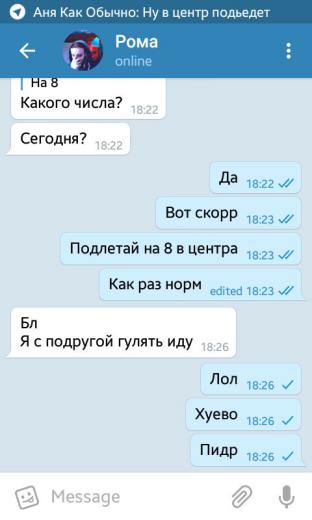 Аня Как Обычно: Ну в центр подьедет
Рома
online
На 8
Какого числа? 18:22
Сегодня? 18:22
Да 18:22
Вот скорр 18:23
Подлетай на 8 в центра 18:23
Как раз норм edited 18:23
Бл
Я с подругой гулять иду 18:26
Лол 18:26
Хуево 18:26
Пидр 18:26
Message